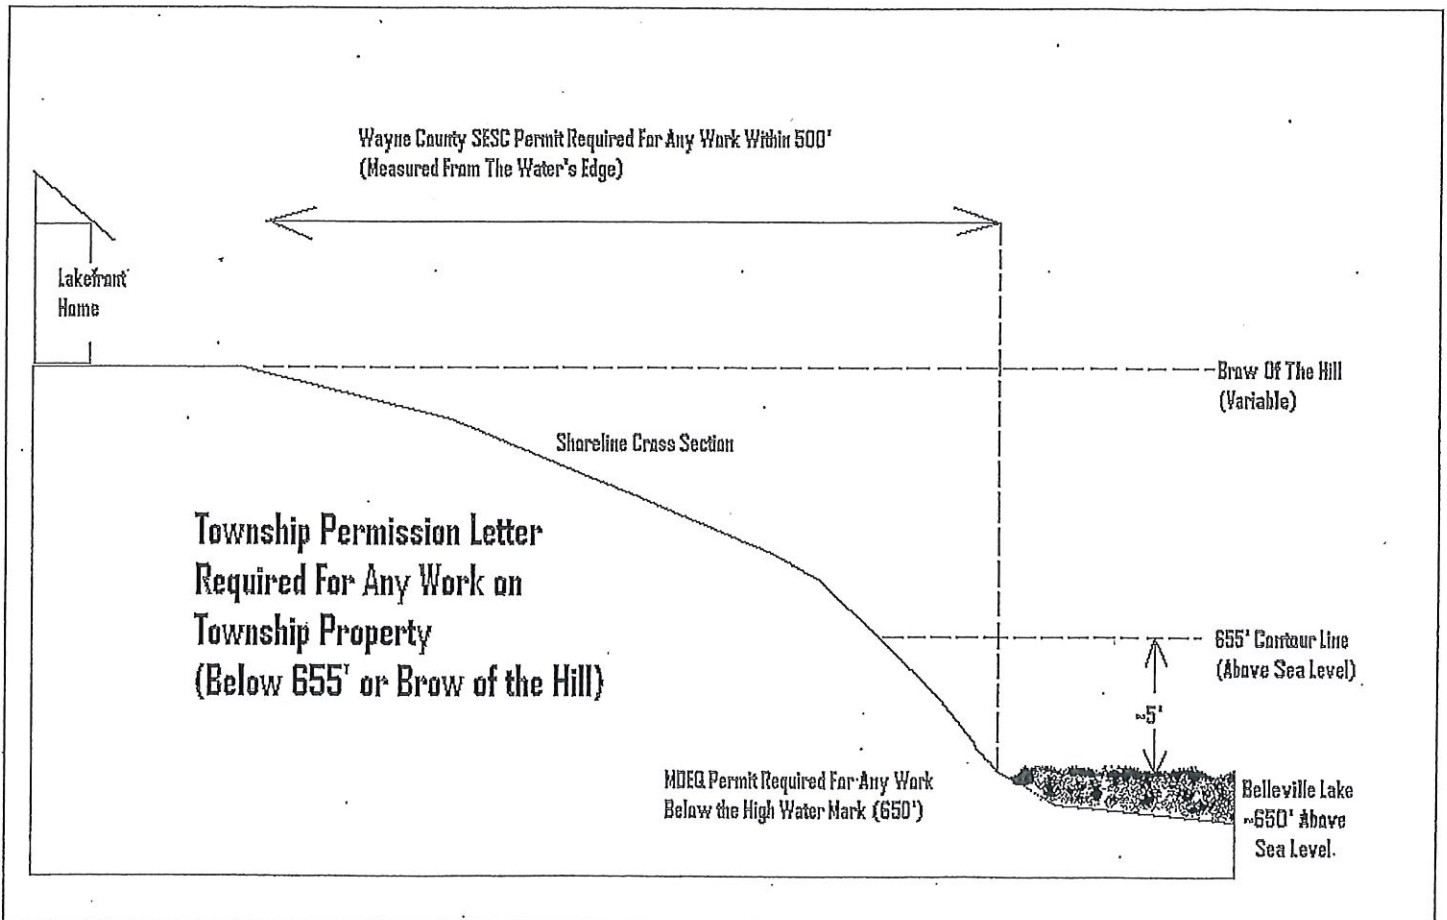 Wayne County SESC Permit Required For Any Work Within 500'
(Measured From The Water's Edge)
Lakefront
Home
Brow Of The Hill
(Variable)
Shoreline Cross Section
Township Permission Letter
Required For Any Work on
Township Property
(Below 655' or Brow of the Hill)
655' Contour Line
(Above Sea Level)
~5'
MDEQ Permit Required For Any Work
Below the High Water Mark (650')
Belleville Lake
~650' Above
Sea Level.